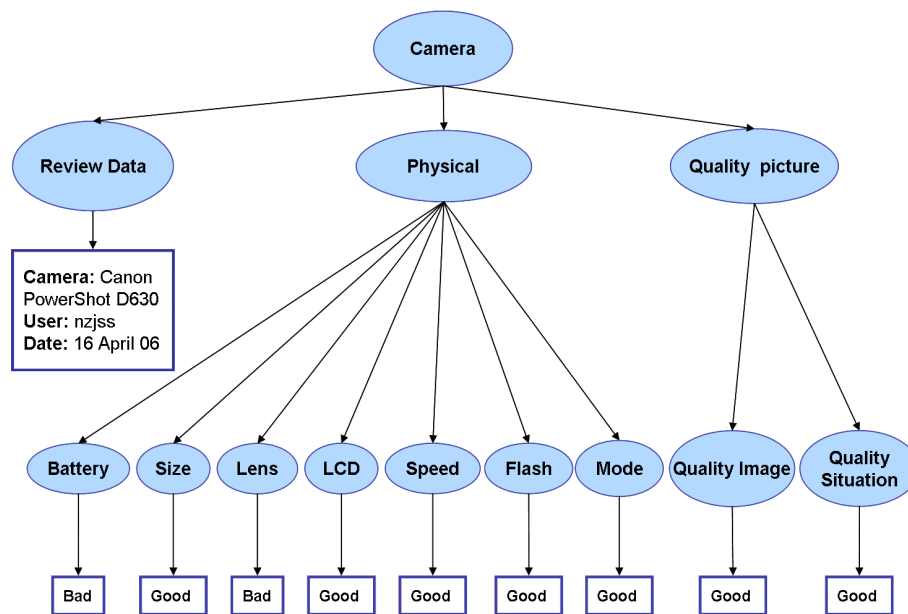 Camera
Review Data
Physical
Quality picture
Camera: Canon
PowerShot D630
User: nzjss
Date: 16 April 06
Battery
Size
Lens
LCD
Speed
Flash
Mode
Quality Image
Quality
Situation
Bad
Good
Bad
Good
Good
Good
Good
Good
Good